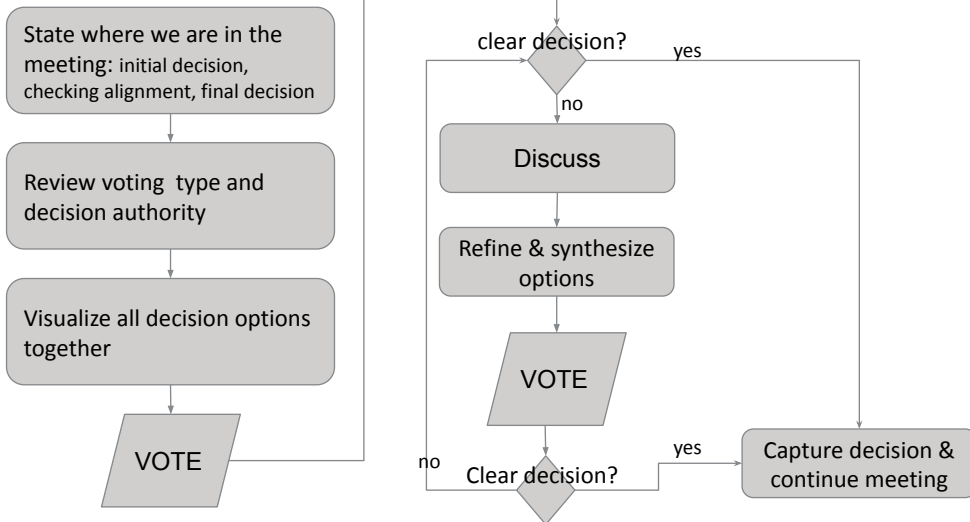 State where we are in the
meeting: initial decision,
checking alignment, final decision
Review voting type and
decision authority
Visualize all decision options
together
VOTE
clear decision?
yes
no
Discuss
Refine & synthesize
options
VOTE
Clear decision?
no
yes
Capture decision &
continue meeting